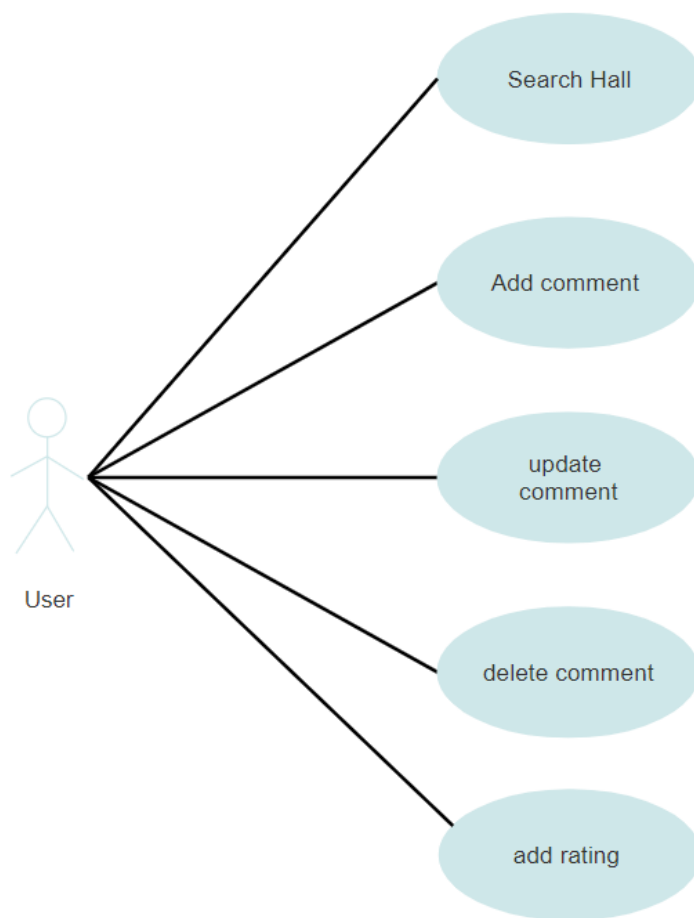 Search Hall
Add comment
update
comment
User
delete comment
add rating